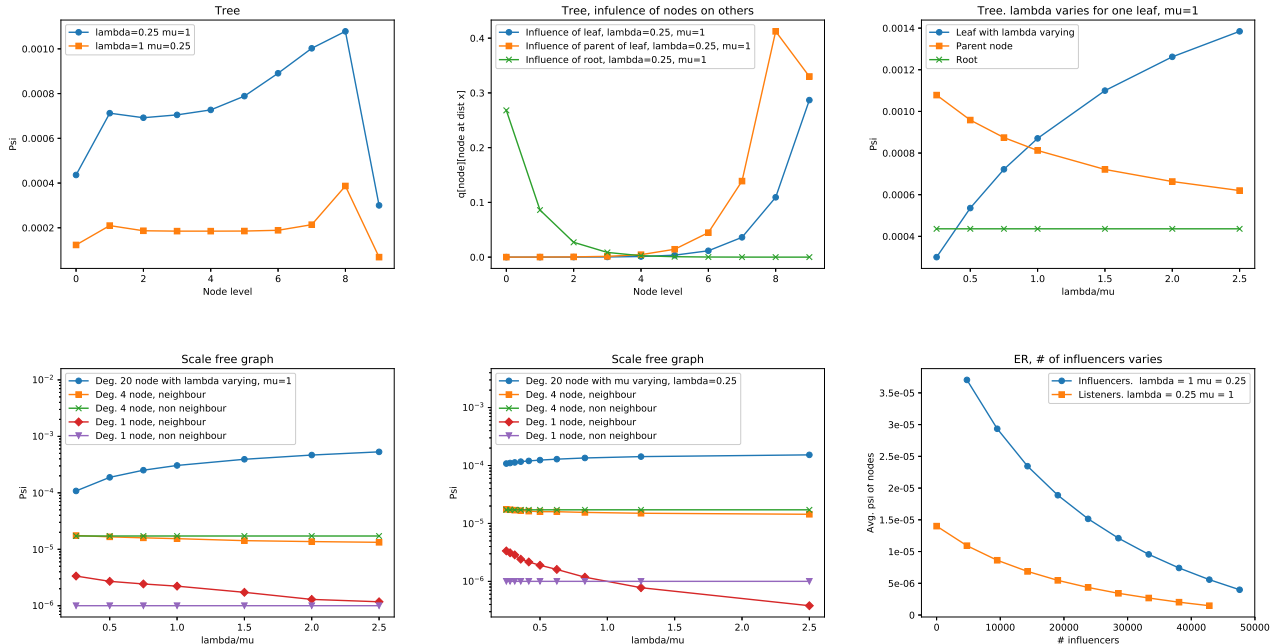 Tree
lambda=0.25 mu=1
lambda=1 mu=0.25
Psi
0.0010
0.0008
0.0006
0.0004
0.0002
0
2
4
6
8
Node level
Tree, infulence of nodes on others
Influence of leaf, lambda=0.25, mu=1
Influence of parent of leaf, lambda=0.25, mu=1
Influence of root, lambda=0.25, mu=1
q[node][node at dist x]
0.4
0.3
0.2
0.1
0.0
0
2
4
6
8
Node level
Tree. lambda varies for one leaf, mu=1
Leaf with lambda varying
Parent node
Root
Psi
0.0014
0.0012
0.0010
0.0008
0.0006
0.0004
0.5
1.0
1.5
2.0
2.5
lambda/mu
Scale free graph
Deg. 20 node with lambda varying, mu=1
Deg. 4 node, neighbour
Deg. 4 node, non neighbour
Deg. 1 node, neighbour
Deg. 1 node, non neighbour
Psi
10⁻²
10⁻³
10⁻⁴
10⁻⁵
10⁻⁶
0.5
1.0
1.5
2.0
2.5
lambda/mu
Scale free graph
Deg. 20 node with mu varying, lambda=0.25
Deg. 4 node, neighbour
Deg. 4 node, non neighbour
Deg. 1 node, neighbour
Deg. 1 node, non neighbour
Psi
10⁻³
10⁻⁴
10⁻⁵
10⁻⁶
0.5
1.0
1.5
2.0
2.5
lambda/mu
ER, # of influencers varies
Influencers. lambda = 1 mu = 0.25
Listeners. lambda = 0.25 mu = 1
Avg. psi of nodes
3.5e-05
3e-05
2.5e-05
2e-05
1.5e-05
1e-05
5e-06
0
0
10000
20000
30000
40000
50000
# influencers